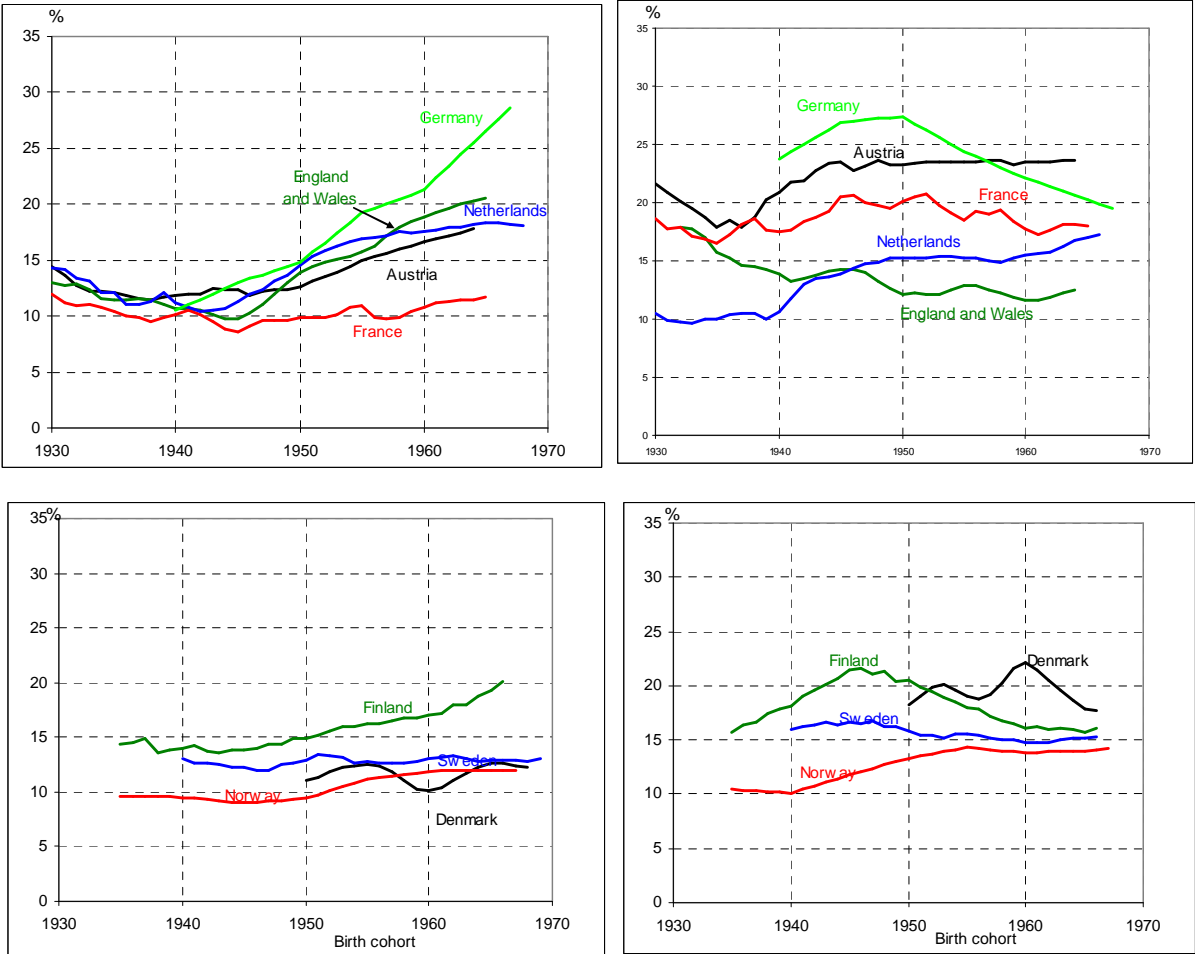 %
35
30
25
20
15
10
5
0
1930
1940
1950
1960
1970
Germany
England
and Wales
Netherlands
Austria
France
%
35
30
25
20
15
10
5
0
1930
1940
1950
1960
1970
Germany
Austria
France
Netherlands
England and Wales
%
35
30
25
20
15
10
5
0
1930
1940
1950
1960
1970
Finland
Sweden
Norway
Denmark
Birth cohort
%
35
30
25
20
15
10
5
0
1930
1940
1950
1960
1970
Finland
Denmark
Sweden
Norway
Birth cohort